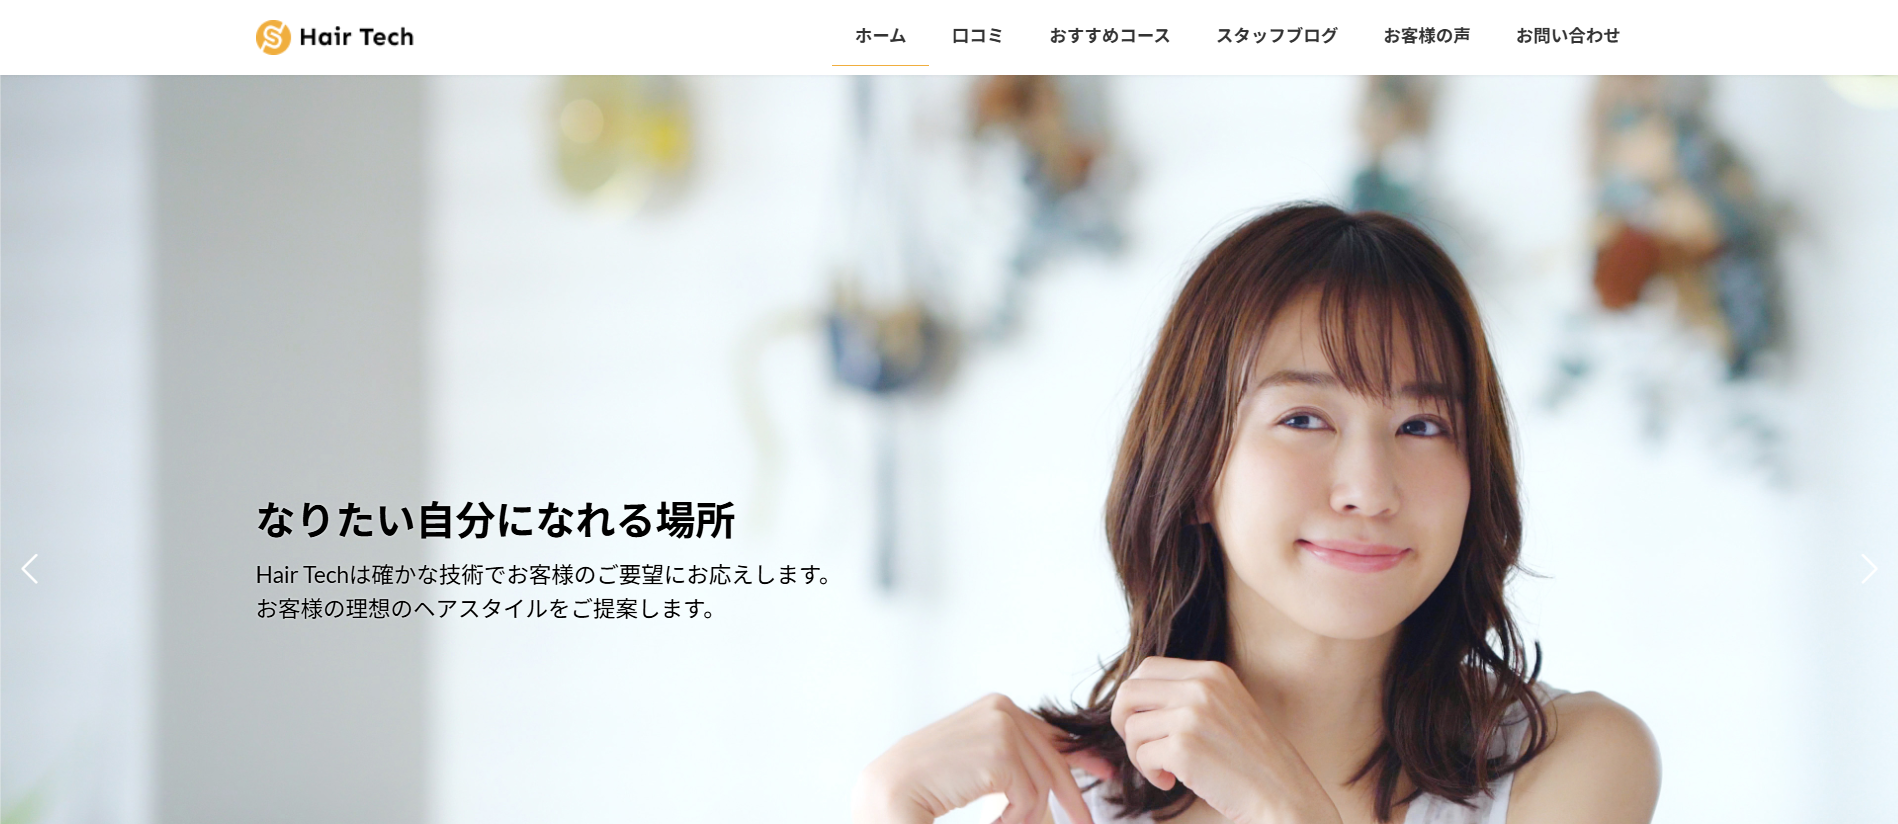 Hair Tech
ホーム
口コミ
おすすめコース
スタッフブログ
お客様の声
お問い合わせ
なりたい自分になれる場所
Hair Techは確かな技術でお客様のご要望にお応えします。
お客様の理想のヘアスタイルをご提案します。